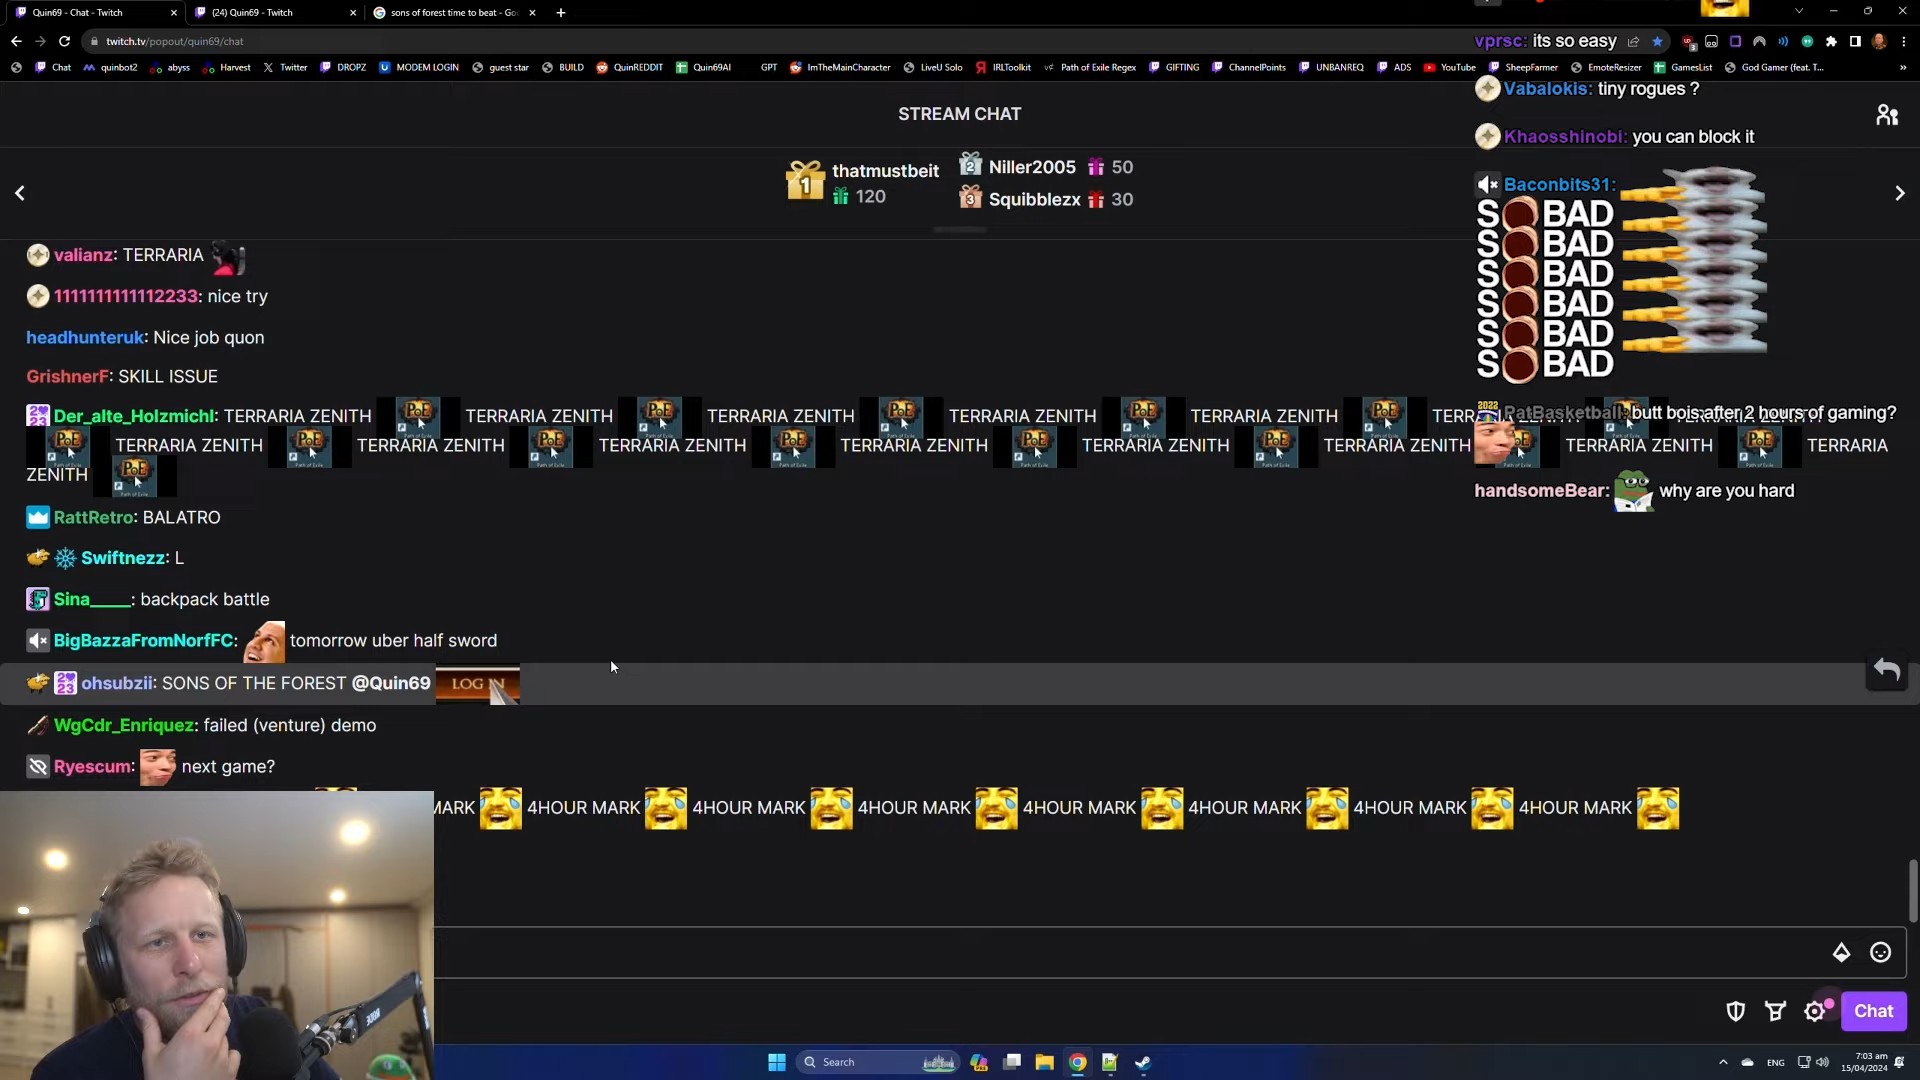 Quin69 - Chat - Twitch
(24) Quin69 - Twitch
sons of forest time to beat - Go
twitch.tv/popout/quin69/chat
Chat quinbot2 abyss Harvest Twitter DROPZ MODEM LOGIN guest star BUILD QuinREDDIT Quin69AI GPT ImTheMainCharacter LiveU Solo IRLToolkit Path of Exile Regex GIFTING ChannelPoints UNBANREQ ADS YouTube SheepFarmer EmoteResizer GamesList God Gamer (feat. T...
STREAM CHAT
1 thatmustbeit 120
2 Niller2005 50
3 Squibblezx 30
valianz: TERRARIA
1111111111112233: nice try
headhunteruk: Nice job quon
GrishnerF: SKILL ISSUE
Der_alte_Holzmichl: TERRARIA ZENITH TERRARIA ZENITH TERRARIA ZENITH TERRARIA ZENITH TERRARIA ZENITH
TERRARIA ZENITH TERRARIA ZENITH TERRARIA ZENITH TERRARIA ZENITH TERRARIA ZENITH TERRARIA ZENITH TERRARIA ZENITH TERRARIA
ZENITH
RattRetro: BALATRO
Swiftnezz: L
Sina____: backpack battle
BigBazzaFromNorfFC: tomorrow uber half sword
ohsubzii: SONS OF THE FOREST @Quin69 LOG IN
WgCdr_Enriquez: failed (venture) demo
Ryescum: next game?
MARK 4HOUR MARK 4HOUR MARK 4HOUR MARK 4HOUR MARK 4HOUR MARK 4HOUR MARK 4HOUR MARK
Chat
vprsc: its so easy
Vabalokis: tiny rogues ?
Khaosshinobi: you can block it
Baconbits31:
S BAD
S BAD
S BAD
S BAD
S BAD
S BAD
PatBasketball: butt bois after 2 hours of gaming?
handsomeBear: why are you hard
Search
ENG
7:03 am
15/04/2024